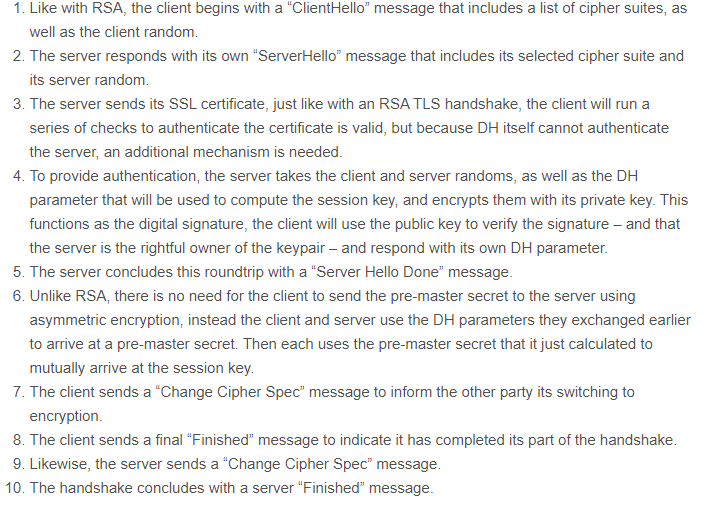 1. Like with RSA, the client begins with a “ClientHello” message that includes a list of cipher suites, as
well as the client random.
2. The server responds with its own “ServerHello” message that includes its selected cipher suite and
its server random.
3. The server sends its SSL certificate, just like with an RSA TLS handshake, the client will run a
series of checks to authenticate the certificate is valid, but because DH itself cannot authenticate
the server, an additional mechanism is needed.
4. To provide authentication, the server takes the client and server randoms, as well as the DH
parameter that will be used to compute the session key, and encrypts them with its private key. This
functions as the digital signature, the client will use the public key to verify the signature – and that
the server is the rightful owner of the keypair – and respond with its own DH parameter.
5. The server concludes this roundtrip with a “Server Hello Done” message.
6. Unlike RSA, there is no need for the client to send the pre-master secret to the server using
asymmetric encryption, instead the client and server use the DH parameters they exchanged earlier
to arrive at a pre-master secret. Then each uses the pre-master secret that it just calculated to
mutually arrive at the session key.
7. The client sends a “Change Cipher Spec” message to inform the other party its switching to
encryption.
8. The client sends a final “Finished” message to indicate it has completed its part of the handshake.
9. Likewise, the server sends a “Change Cipher Spec” message.
10. The handshake concludes with a server “Finished” message.